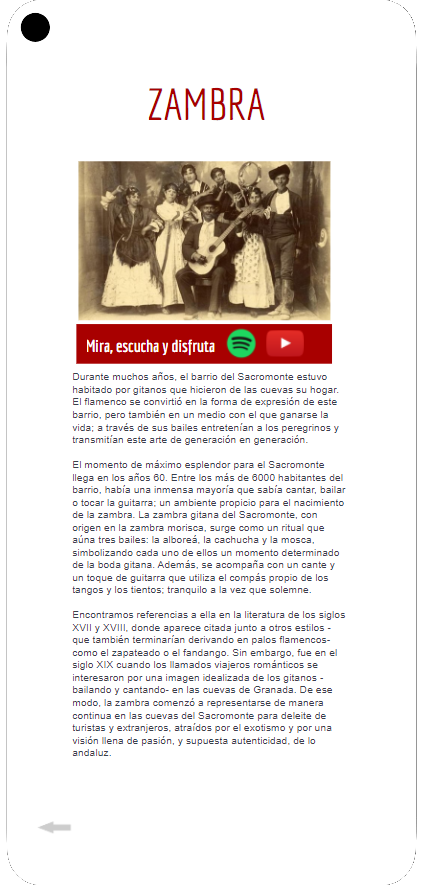 ZAMBRA
Mira, escucha y disfruta
Durante muchos años, el barrio del Sacromonte estuvo
habitado por gitanos que hicieron de las cuevas su hogar.
El flamenco se convirtió en la forma de expresión de este
barrio, pero también en un medio con el que ganarse la
vida; a través de sus bailes entretenían a los peregrinos y
transmitían este arte de generación en generación.
El momento de máximo esplendor para el Sacromonte
llega en los años 60. Entre los más de 6000 habitantes del
barrio, había una inmensa mayoría que sabía cantar, bailar
o tocar la guitarra; un ambiente propicio para el nacimiento
de la zambra. La zambra gitana del Sacromonte, con
origen en la zambra morisca, surge como un ritual que
aúna tres bailes: la alboreá, la cachucha y la mosca,
simbolizando cada uno de ellos un momento determinado
de la boda gitana. Además, se acompaña con un cante y
un toque de guitarra que utiliza el compás propio de los
tangos y los tientos; tranquilo a la vez que solemne.
Encontramos referencias a ella en la literatura de los siglos
XVII y XVIII, donde aparece citada junto a otros estilos -
que también terminarían derivando en palos flamencos-
como el zapateado o el fandango. Sin embargo, fue en el
siglo XIX cuando los llamados viajeros románticos se
interesaron por una imagen idealizada de los gitanos -
bailando y cantando- en las cuevas de Granada. De ese
modo, la zambra comenzó a representarse de manera
continua en las cuevas del Sacromonte para deleite de
turistas y extranjeros, atraídos por el exotismo y por una
visión llena de pasión, y supuesta autenticidad, de lo
andaluz.